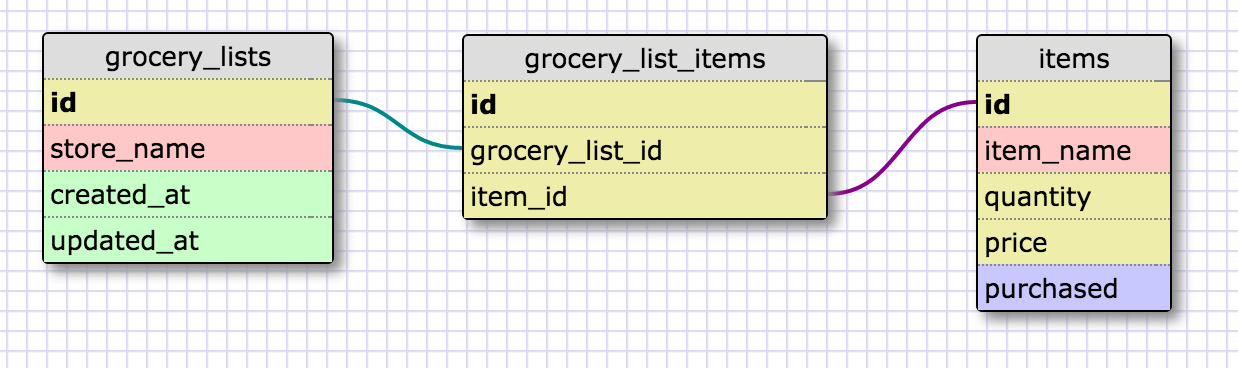 grocery_lists
id
store_name
created_at
updated_at
grocery_list_items
id
grocery_list_id
item_id
items
id
item_name
quantity
price
purchased